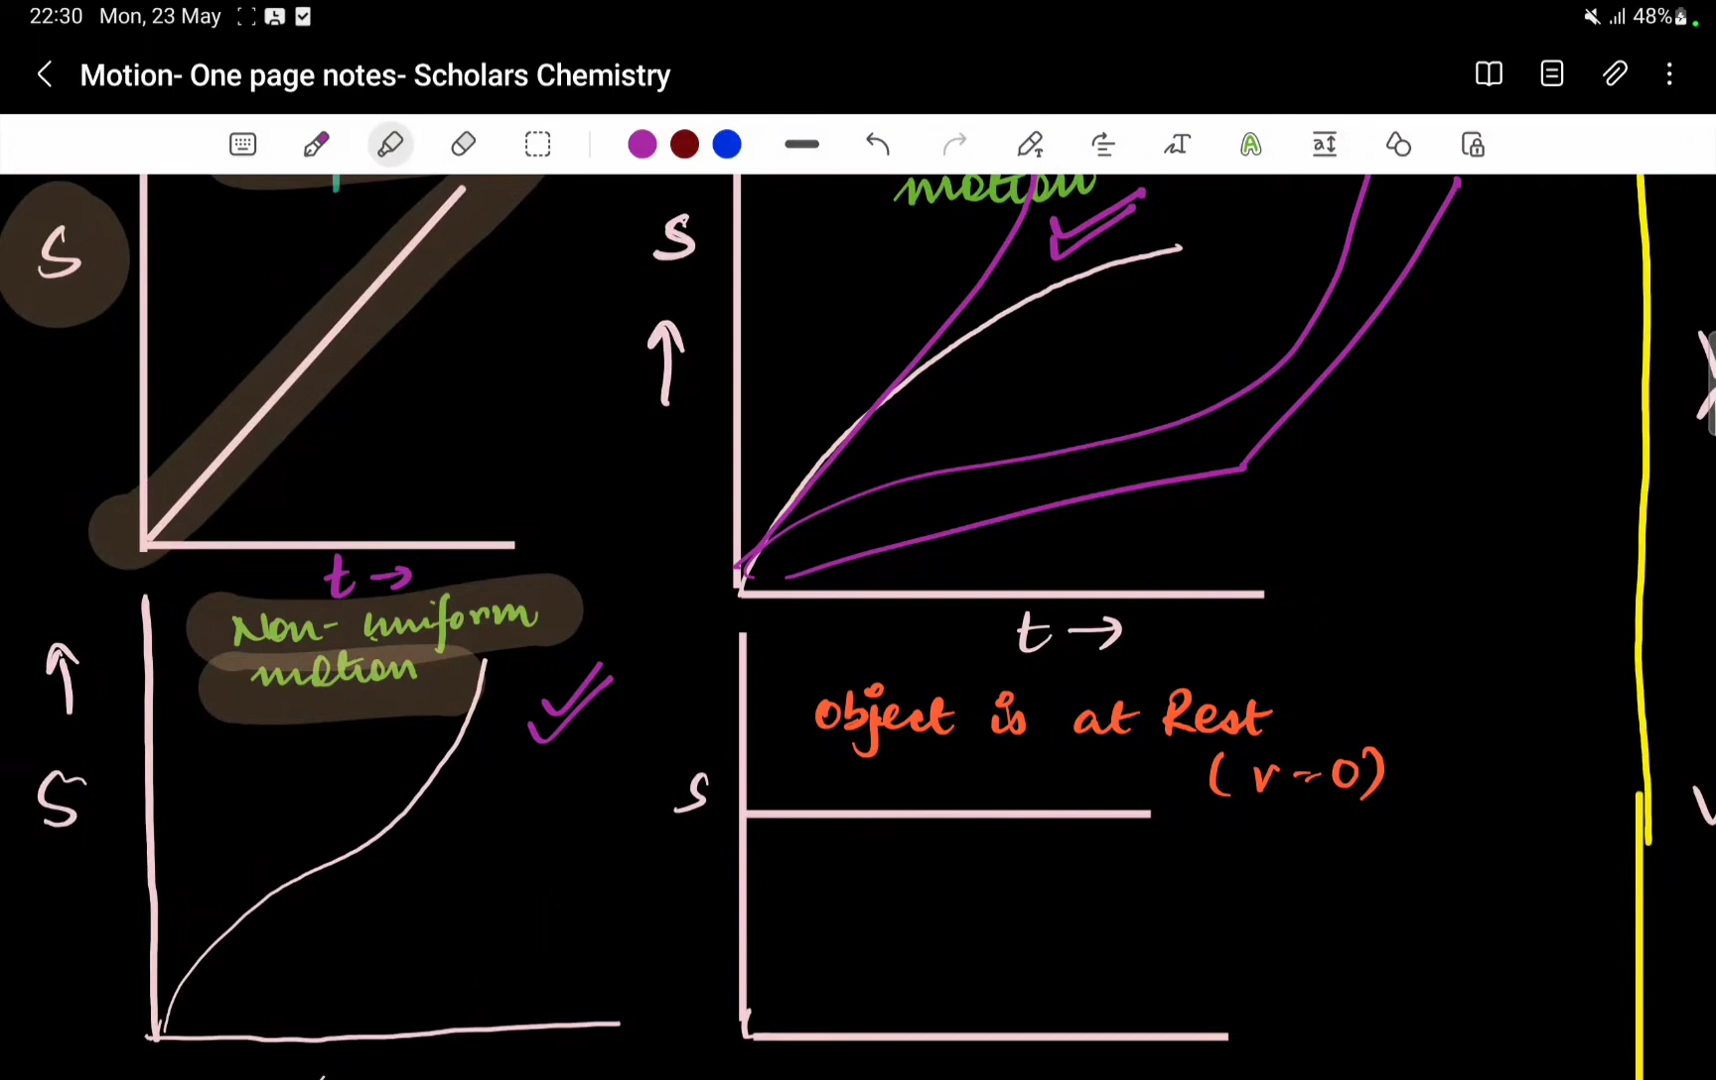 22:30 Mon, 23 May
48%
Motion- One page notes- Scholars Chemistry
motion
S
S
t →
Non-uniform
motion
t →
S
Object is at Rest
(v-0)
S